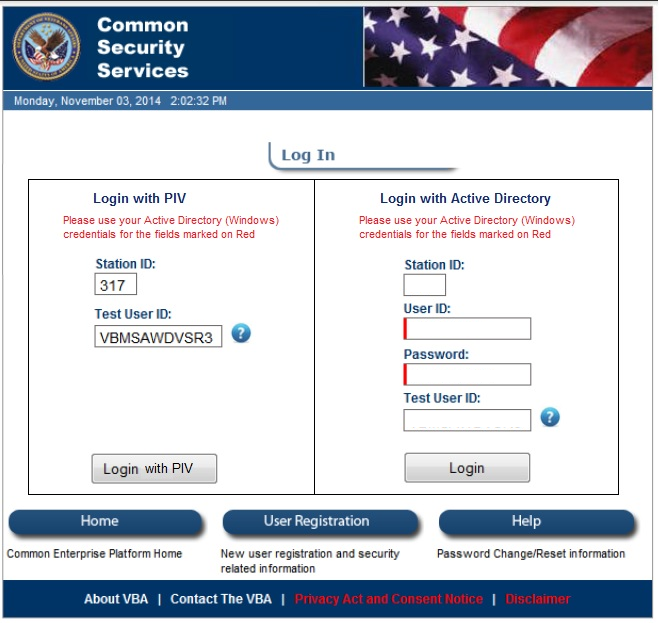 Common
Security
Services
Monday, November 03, 2014 2:02:32 PM
Log In
Login with PIV
Please use your Active Directory (Windows)
credentials for the fields marked on Red
Station ID:
317
Test User ID:
VBMSAWDVSR3
?
Login with PIV
Login with Active Directory
Please use your Active Directory (Windows)
credentials for the fields marked on Red
Station ID:
User ID:
Password:
Test User ID:
?
Login
Home
Common Enterprise Platform Home
User Registration
New user registration and security
related information
Help
Password Change/Reset information
About VBA | Contact The VBA | Privacy Act and Consent Notice | Disclaimer